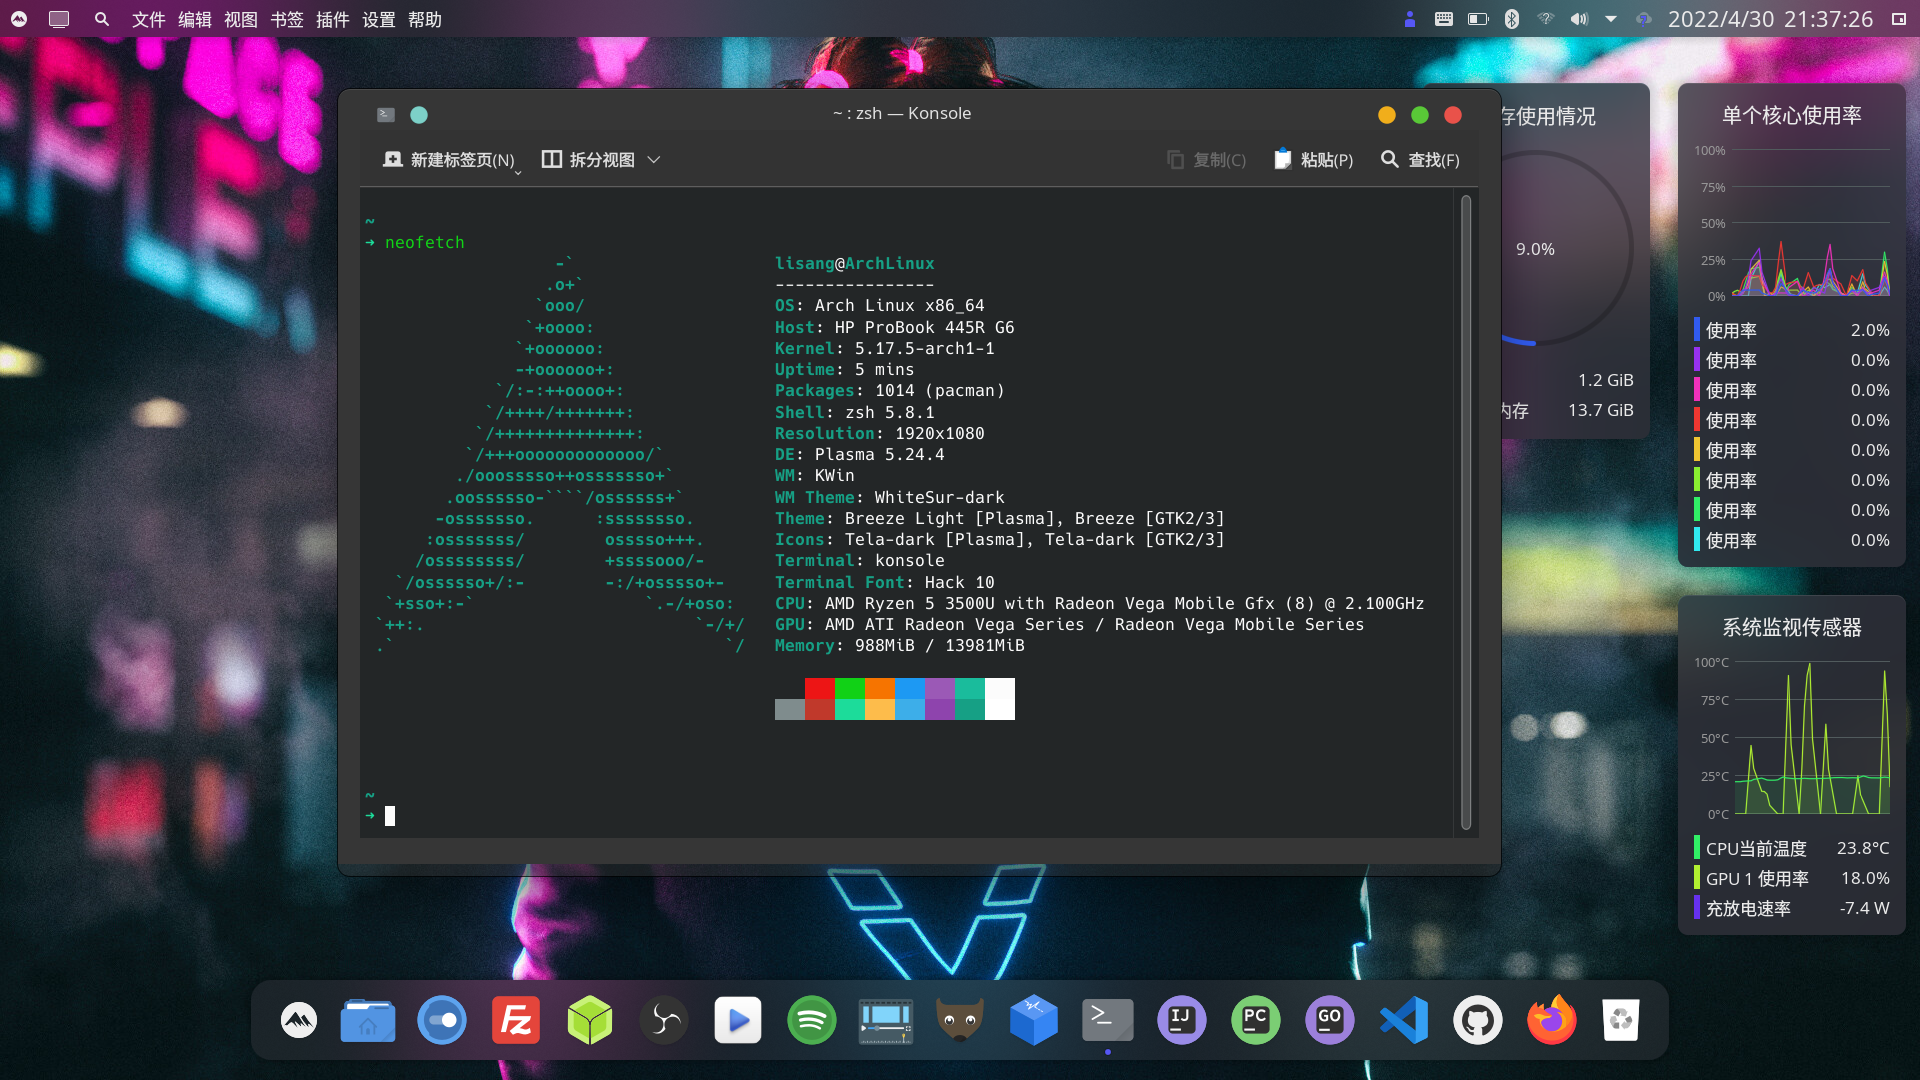 文件 编辑 视图 书签 插件 设置 帮助
2022/4/30 21:37:26
~ : zsh — Konsole
新建标签页(N)
拆分视图
复制(C)
粘贴(P)
查找(F)
~
➜ neofetch
lisang@ArchLinux
----------------
OS: Arch Linux x86_64
Host: HP ProBook 445R G6
Kernel: 5.17.5-arch1-1
Uptime: 5 mins
Packages: 1014 (pacman)
Shell: zsh 5.8.1
Resolution: 1920x1080
DE: Plasma 5.24.4
WM: KWin
WM Theme: WhiteSur-dark
Theme: Breeze Light [Plasma], Breeze [GTK2/3]
Icons: Tela-dark [Plasma], Tela-dark [GTK2/3]
Terminal: konsole
Terminal Font: Hack 10
CPU: AMD Ryzen 5 3500U with Radeon Vega Mobile Gfx (8) @ 2.100GHz
GPU: AMD ATI Radeon Vega Series / Radeon Vega Mobile Series
Memory: 988MiB / 13981MiB
~
➜
存使用情况
9.0%
1.2 GiB
内存 13.7 GiB
单个核心使用率
100%
75%
50%
25%
0%
使用率 2.0%
使用率 0.0%
使用率 0.0%
使用率 0.0%
使用率 0.0%
使用率 0.0%
使用率 0.0%
使用率 0.0%
系统监视传感器
100°C
75°C
50°C
25°C
0°C
CPU当前温度 23.8°C
GPU 1 使用率 18.0%
充放电速率 -7.4 W
Fz
IJ
PC
GO